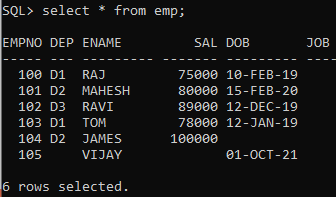 SQL> select * from emp;
EMPNO DEP ENAME SAL DOB JOB
----- --- ---------- ---------- --------- ----
100 D1 RAJ 75000 10-FEB-19
101 D2 MAHESH 80000 15-FEB-20
102 D3 RAVI 89000 12-DEC-19
103 D1 TOM 78000 12-JAN-19
104 D2 JAMES 100000
105 VIJAY 01-OCT-21
6 rows selected.